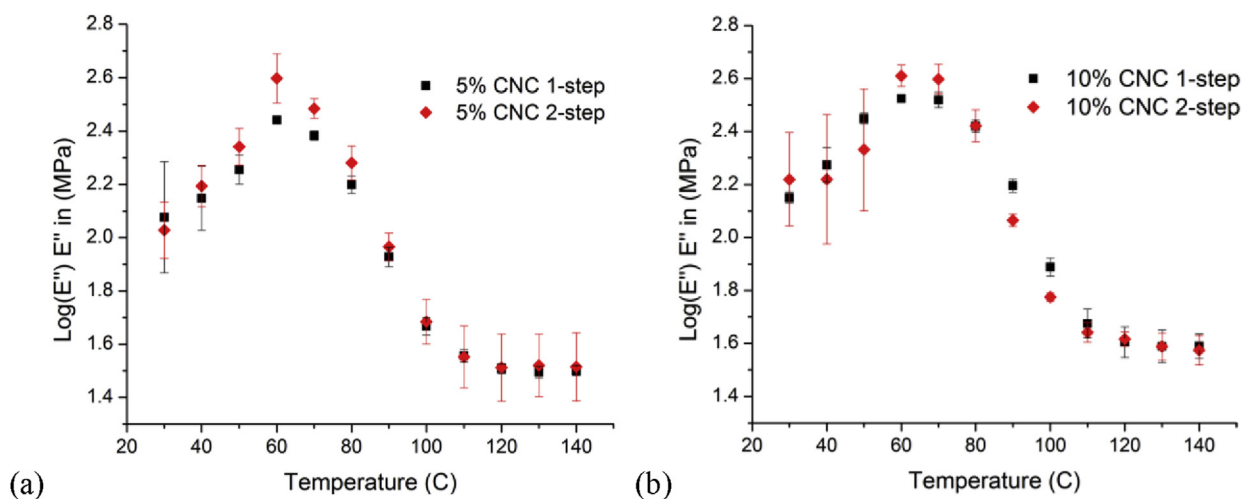 2.8
2.6
2.4
2.2
2.0
1.8
1.6
1.4
Log(E") E" in (MPa)
5% CNC 1-step
5% CNC 2-step
20 40 60 80 100 120 140
Temperature (C)
(a)
2.8
2.6
2.4
2.2
2.0
1.8
1.6
1.4
Log(E") E" in (MPa)
10% CNC 1-step
10% CNC 2-step
20 40 60 80 100 120 140
Temperature (C)
(b)